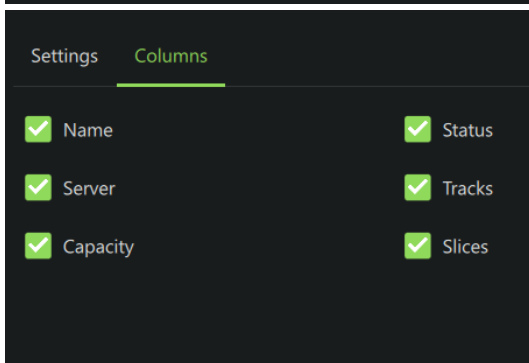 Settings Columns
Name Status
Server Tracks
Capacity Slices